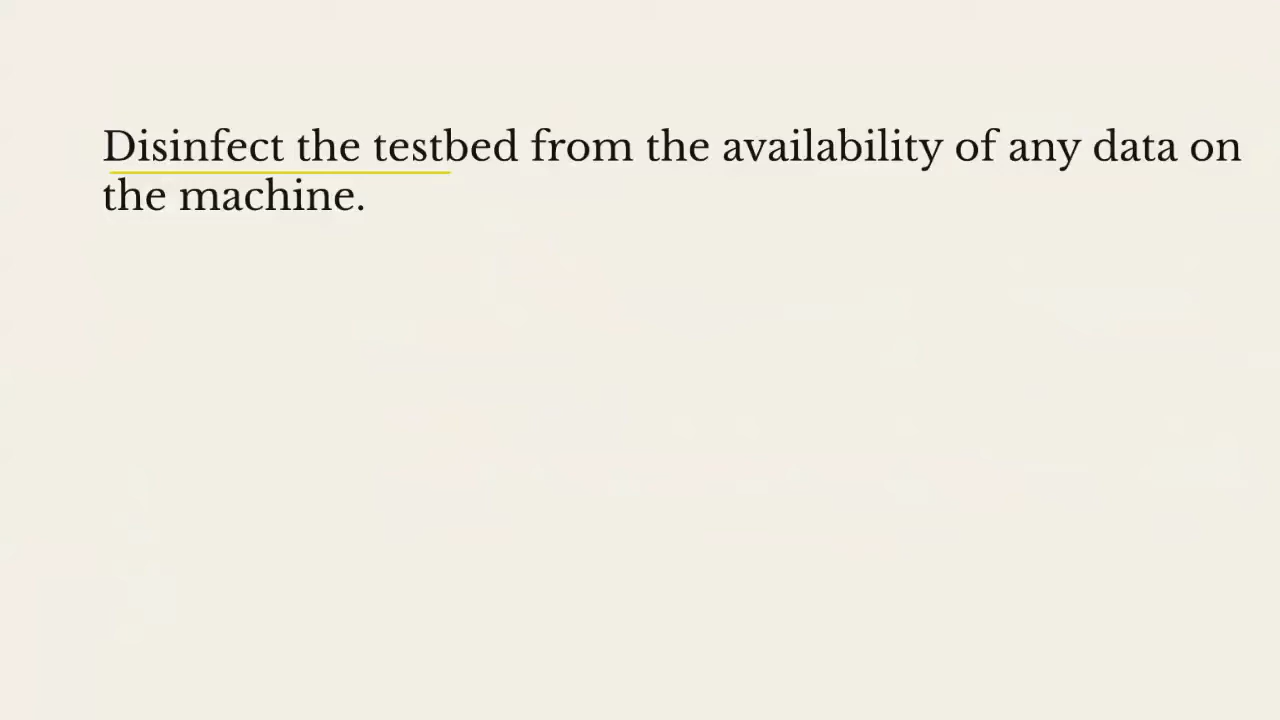 Disinfect the testbed from the availability of any data on
the machine.